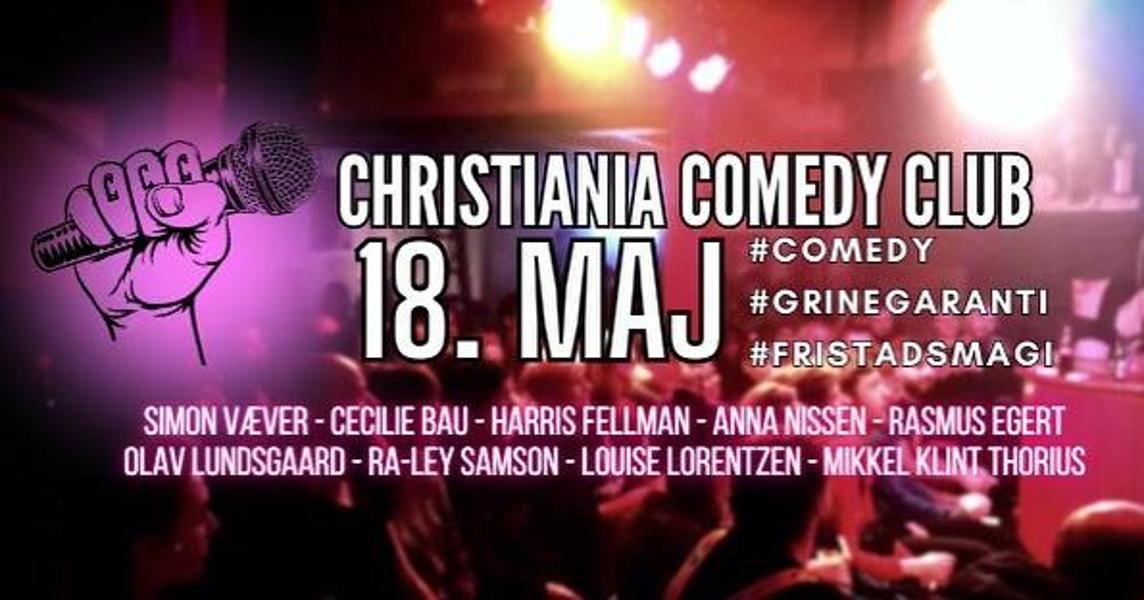 CHRISTIANIA COMEDY CLUB
18. MAJ
#COMEDY
#GRINEGARANTI
#FRISTADSMAGI
SIMON VÆVER - CECILIE BAU - HARRIS FELLMAN - ANNA NISSEN - RASMUS EGERT
OLAV LUNDSGAARD - RA-LEY SAMSON - LOUISE LORENTZEN - MIKKEL KLINT THORIUS